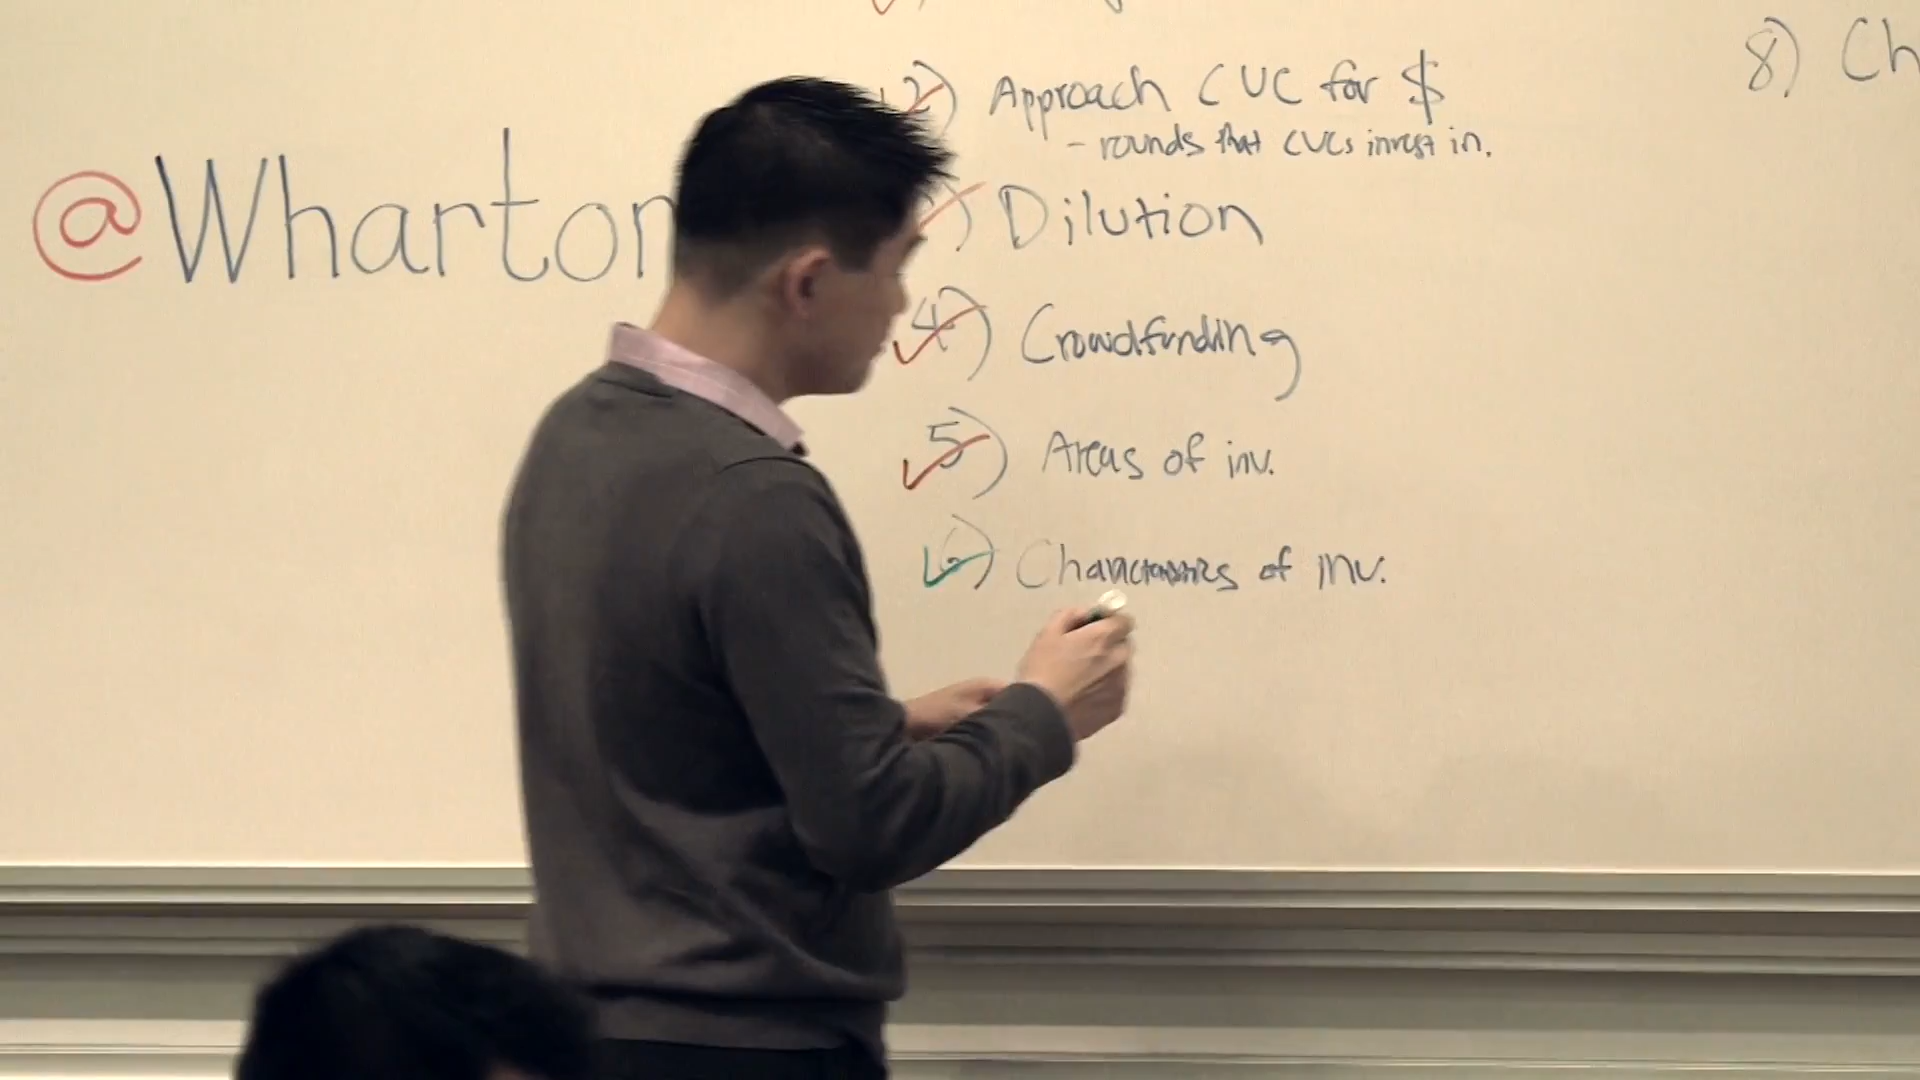 @Wharton
2) Approach CVC for $
- rounds that CVCs invest in.
) Dilution
4) Crowdfunding
5) Areas of inv.
6) Characteristics of inv.
8) Ch